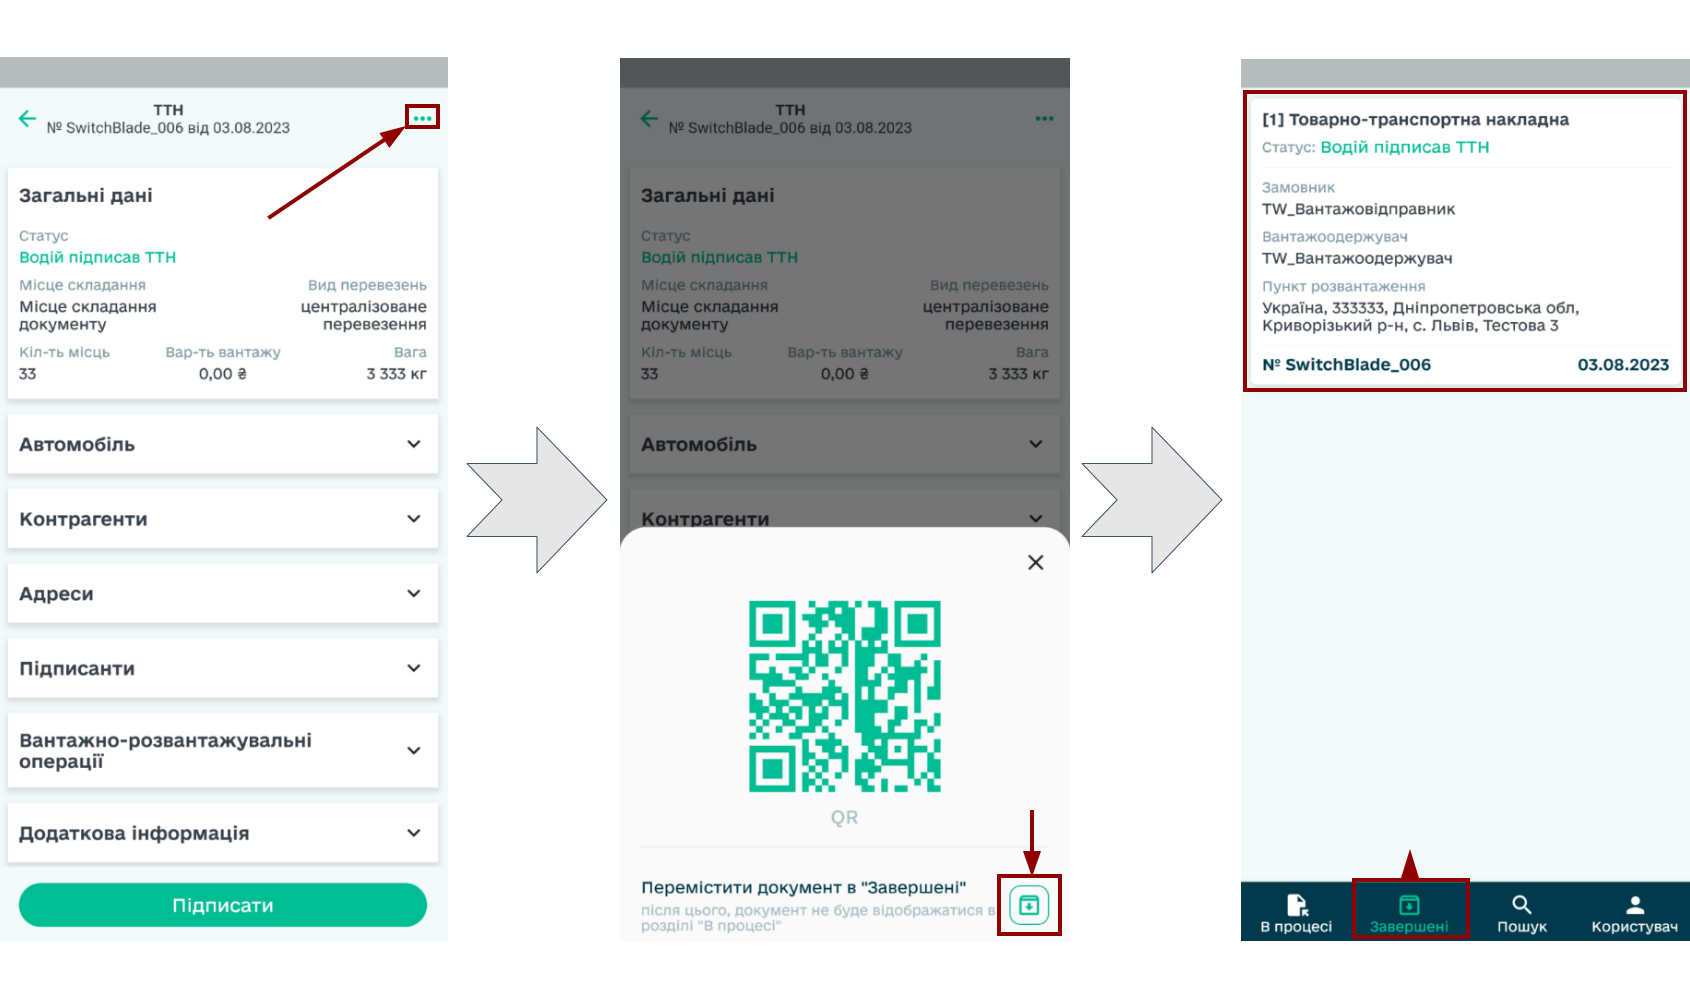 ТТН
№ SwitchBlade_006 від 03.08.2023
Загальні дані
Статус
Водій підписав ТТН
Місце складання Вид перевезень
Місце складання централізоване
документу перевезення
Кіл-ть місць Вар-ть вантажу Вага
33 0,00 ₴ 3 333 кг
Автомобіль
Контрагенти
Адреси
Підписанти
Вантажно-розвантажувальні
операції
Додаткова інформація
Підписати
ТТН
№ SwitchBlade_006 від 03.08.2023
Загальні дані
Статус
Водій підписав ТТН
Місце складання Вид перевезень
Місце складання централізоване
документу перевезення
Кіл-ть місць Вар-ть вантажу Вага
33 0,00 ₴ 3 333 кг
Автомобіль
Контрагенти
QR
Перемістити документ в "Завершені"
після цього, документ не буде відображатися в
розділі "В процесі"
[1] Товарно-транспортна накладна
Статус: Водій підписав ТТН
Замовник
TW_Вантажовідправник
Вантажоодержувач
TW_Вантажоодержувач
Пункт розвантаження
Україна, 333333, Дніпропетровська обл,
Криворізький р-н, с. Львів, Тестова 3
№ SwitchBlade_006 03.08.2023
В процесі Завершені Пошук Користувач